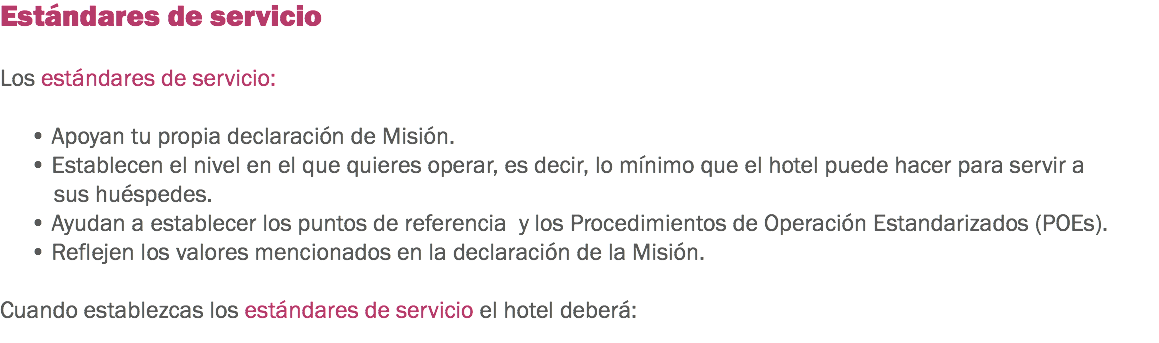 Estándares de servicio
Los estándares de servicio:
• Apoyan tu propia declaración de Misión.
• Establecen el nivel en el que quieres operar, es decir, lo mínimo que el hotel puede hacer para servir a
sus huéspedes.
• Ayudan a establecer los puntos de referencia  y los Procedimientos de Operación Estandarizados (POEs).
• Reflejen los valores mencionados en la declaración de la Misión.
Cuando establezcas los estándares de servicio el hotel deberá: